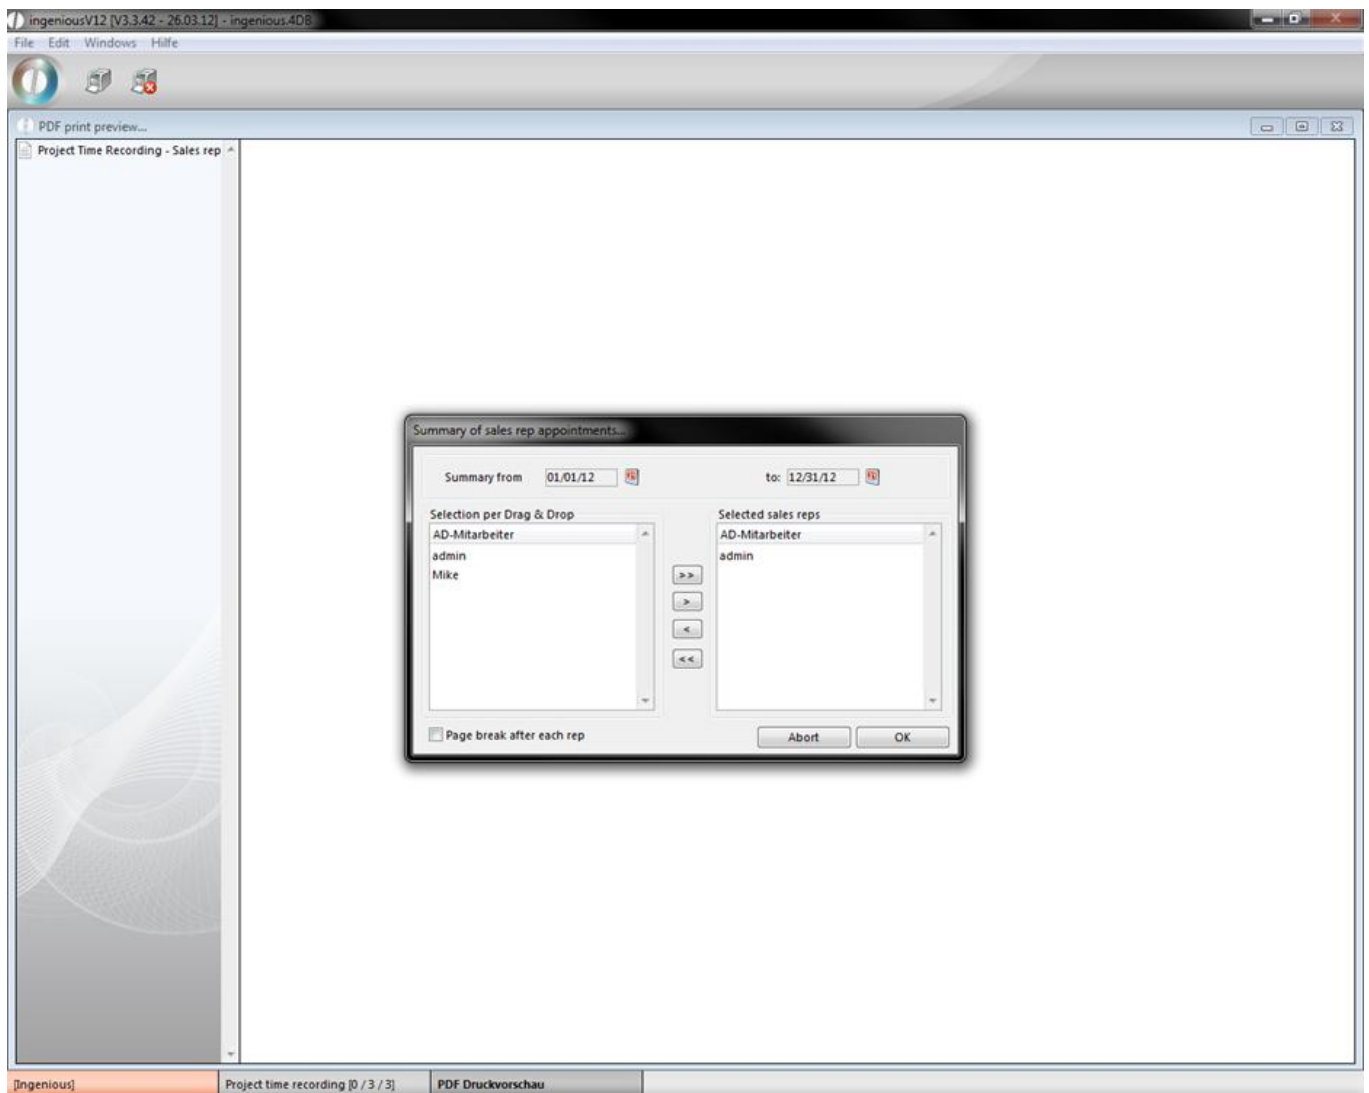 ingeniousV12 [V3.3.42 - 26.03.12] - ingenious.4DB
File Edit Windows Hilfe
PDF print preview...
Project Time Recording - Sales rep
Summary of sales rep appointments...
Summary from 01/01/12 to: 12/31/12
Selection per Drag & Drop Selected sales reps
AD-Mitarbeiter AD-Mitarbeiter
admin admin
Mike
>>
>
<
<<
Page break after each rep Abort OK
[Ingenious] Project time recording [0 / 3 / 3] PDF Druckvorschau